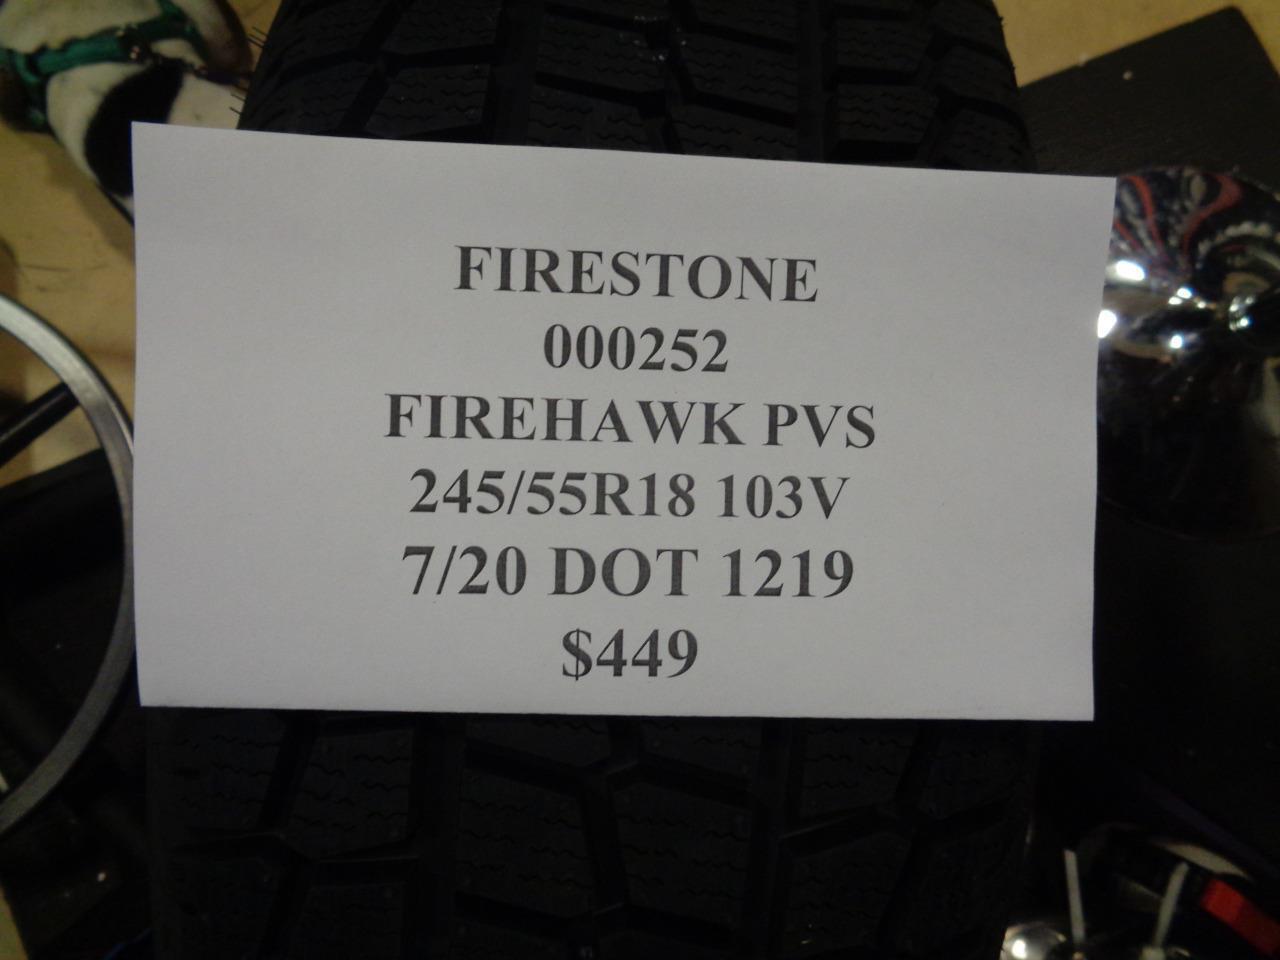 FIRESTONE
000252
FIREHAWK PVS
245/55R18 103V
7/20 DOT 1219
$449